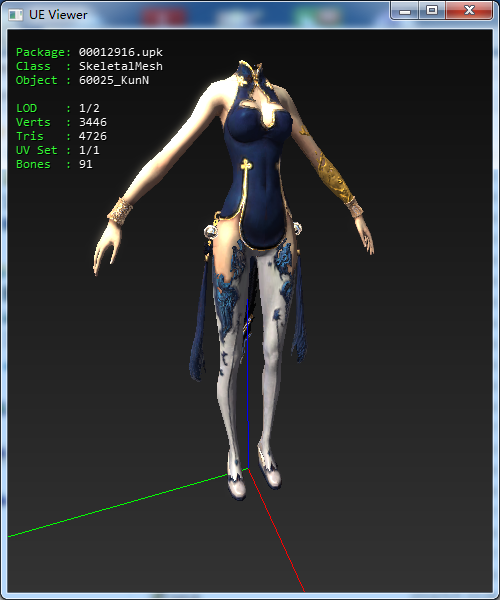 UE Viewer
Package: 00012916.upk
Class : SkeletalMesh
Object : 60025_KunN
LOD : 1/2
Verts : 3446
Tris : 4726
UV Set : 1/1
Bones : 91